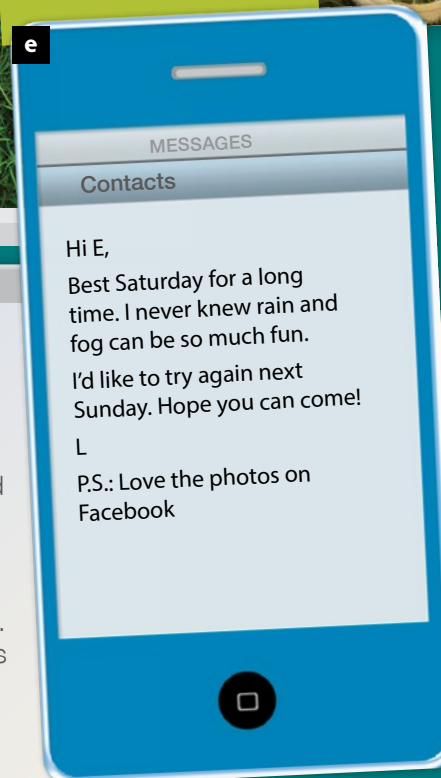 e
MESSAGES
Contacts
Hi E,
Best Saturday for a long
time. I never knew rain and
fog can be so much fun.
I'd like to try again next
Sunday. Hope you can come!
L
P.S.: Love the photos on
Facebook